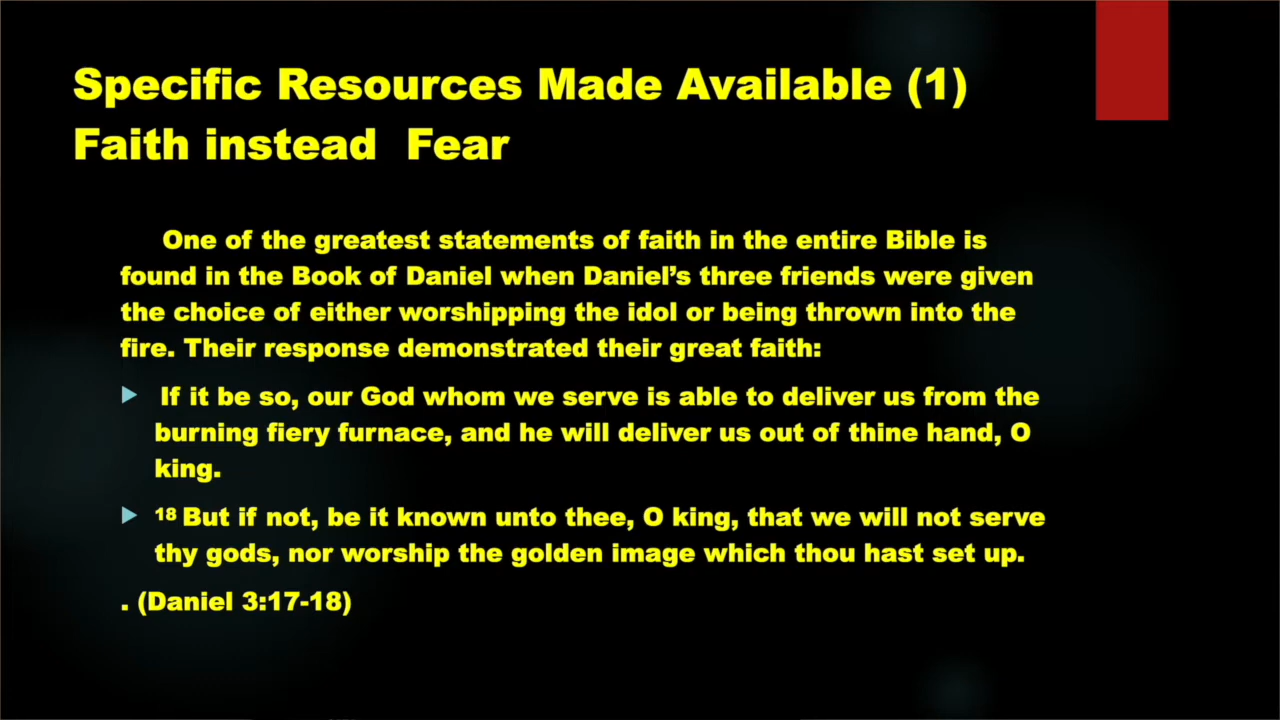 Specific Resources Made Available (1)
Faith instead  Fear
One of the greatest statements of faith in the entire Bible is
found in the Book of Daniel when Daniel’s three friends were given
the choice of either worshipping the idol or being thrown into the
fire. Their response demonstrated their great faith:
If it be so, our God whom we serve is able to deliver us from the
burning fiery furnace, and he will deliver us out of thine hand, O
king.
18 But if not, be it known unto thee, O king, that we will not serve
thy gods, nor worship the golden image which thou hast set up.
. (Daniel 3:17-18)